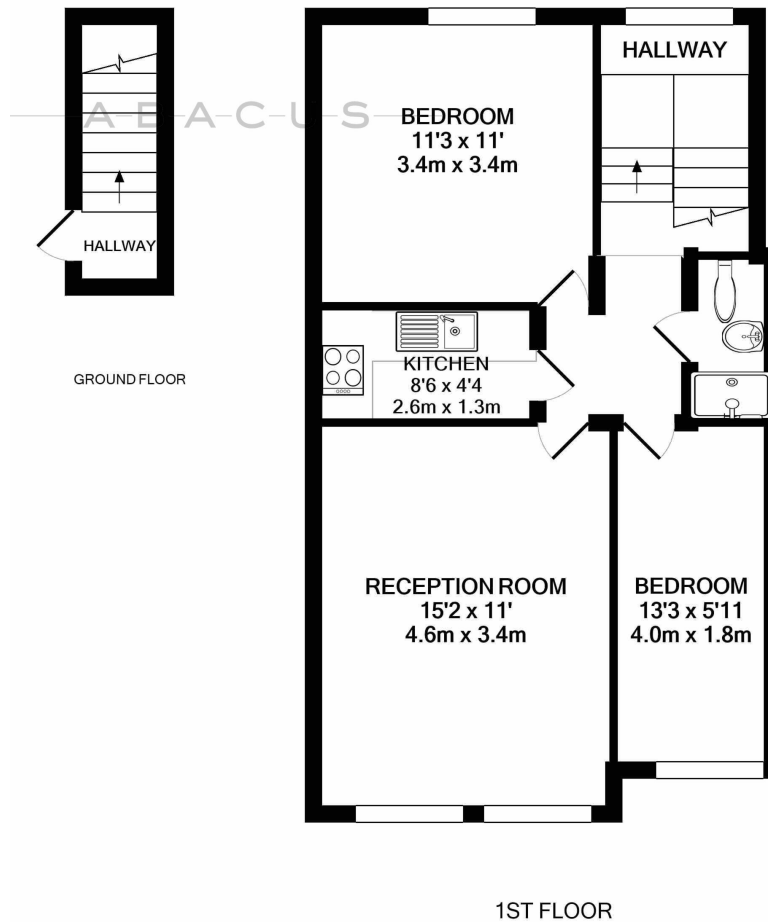 HALLWAY
ABACUS
BEDROOM
11'3 x 11'
3.4m x 3.4m
HALLWAY
GROUND FLOOR
KITCHEN
8'6 x 4'4
2.6m x 1.3m
RECEPTION ROOM
15'2 x 11'
4.6m x 3.4m
BEDROOM
13'3 x 5'11
4.0m x 1.8m
1ST FLOOR